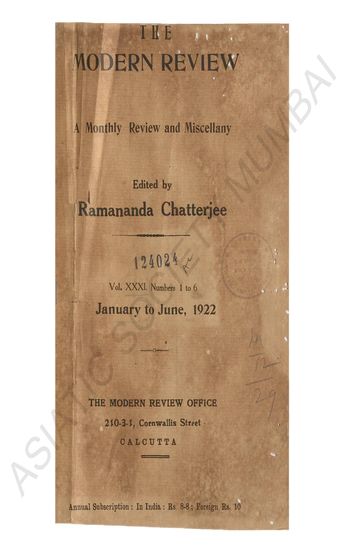 THE
MODERN REVIEW
A Monthly Review and Miscellany
Edited by
Ramananda Chatterjee
124024
Vol. XXXI. Numbers 1 to 6
January to June, 1922
THE MODERN REVIEW OFFICE
210-3-1, Cornwallis Street
CALCUTTA
Annual Subscription : In India : Rs. 8-8 ; Foreign Rs. 10
ASIATIC SOCIETY MUMBAI